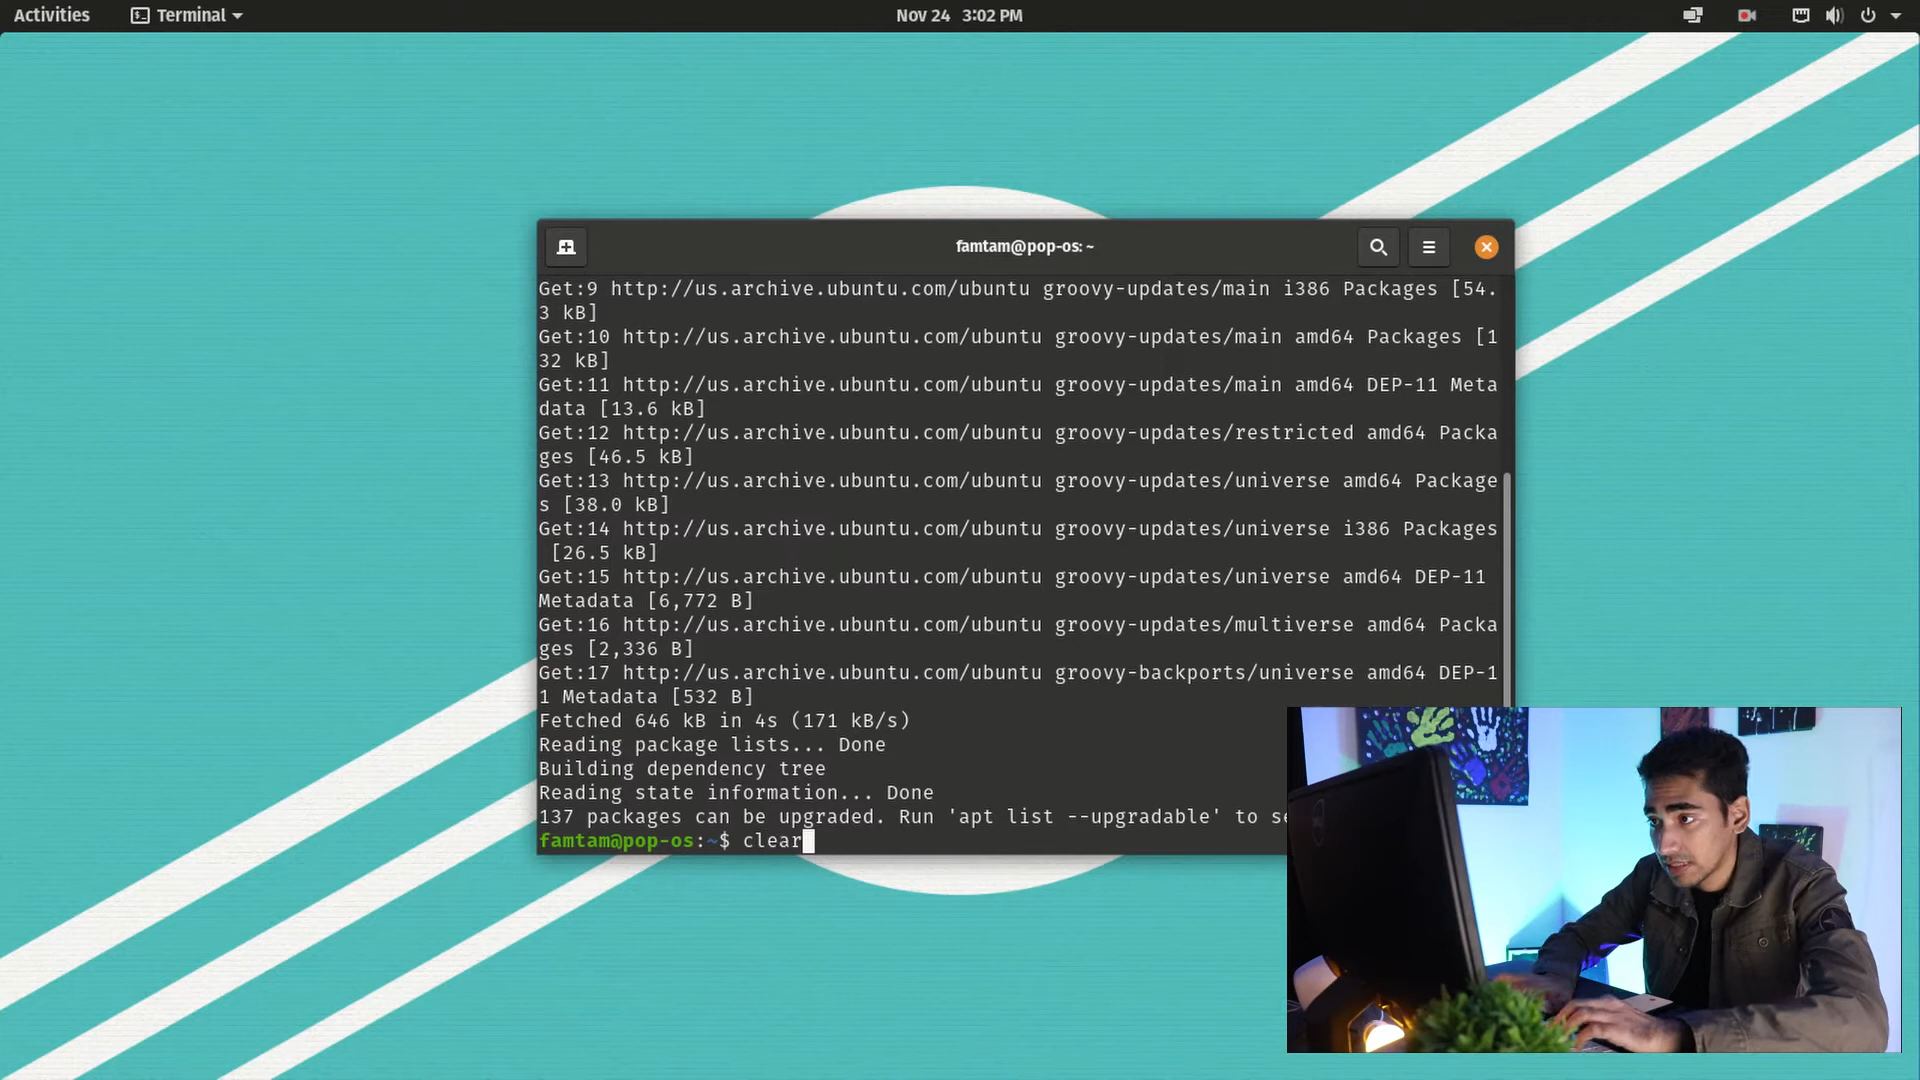 Activities Terminal Nov 24 3:02 PM
famtam@pop-os: ~
Get:9 http://us.archive.ubuntu.com/ubuntu groovy-updates/main i386 Packages [54.
3 kB]
Get:10 http://us.archive.ubuntu.com/ubuntu groovy-updates/main amd64 Packages [1
32 kB]
Get:11 http://us.archive.ubuntu.com/ubuntu groovy-updates/main amd64 DEP-11 Meta
data [13.6 kB]
Get:12 http://us.archive.ubuntu.com/ubuntu groovy-updates/restricted amd64 Packa
ges [46.5 kB]
Get:13 http://us.archive.ubuntu.com/ubuntu groovy-updates/universe amd64 Package
s [38.0 kB]
Get:14 http://us.archive.ubuntu.com/ubuntu groovy-updates/universe i386 Packages
 [26.5 kB]
Get:15 http://us.archive.ubuntu.com/ubuntu groovy-updates/universe amd64 DEP-11
Metadata [6,772 B]
Get:16 http://us.archive.ubuntu.com/ubuntu groovy-updates/multiverse amd64 Packa
ges [2,336 B]
Get:17 http://us.archive.ubuntu.com/ubuntu groovy-backports/universe amd64 DEP-1
1 Metadata [532 B]
Fetched 646 kB in 4s (171 kB/s)
Reading package lists... Done
Building dependency tree
Reading state information... Done
137 packages can be upgraded. Run 'apt list --upgradable' to se
famtam@pop-os:~$ clear